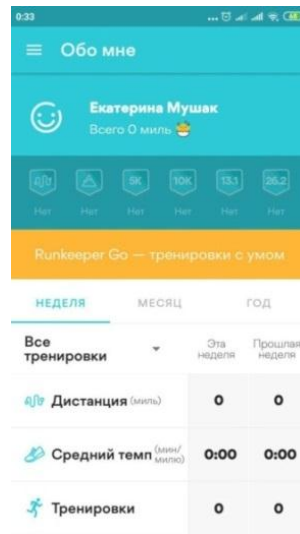 0:33
Обо мне
Екатерина Мушак
Всего 0 миль
5K 10K 13.1 26.2
Нет Нет Нет Нет Нет Нет
Runkeeper Go — тренировки с умом
НЕДЕЛЯ МЕСЯЦ ГОД
Все тренировки
Эта неделя
Прошлая неделя
Дистанция (миль) 0 0
Средний темп (мин/милю) 0:00 0:00
Тренировки 0 0